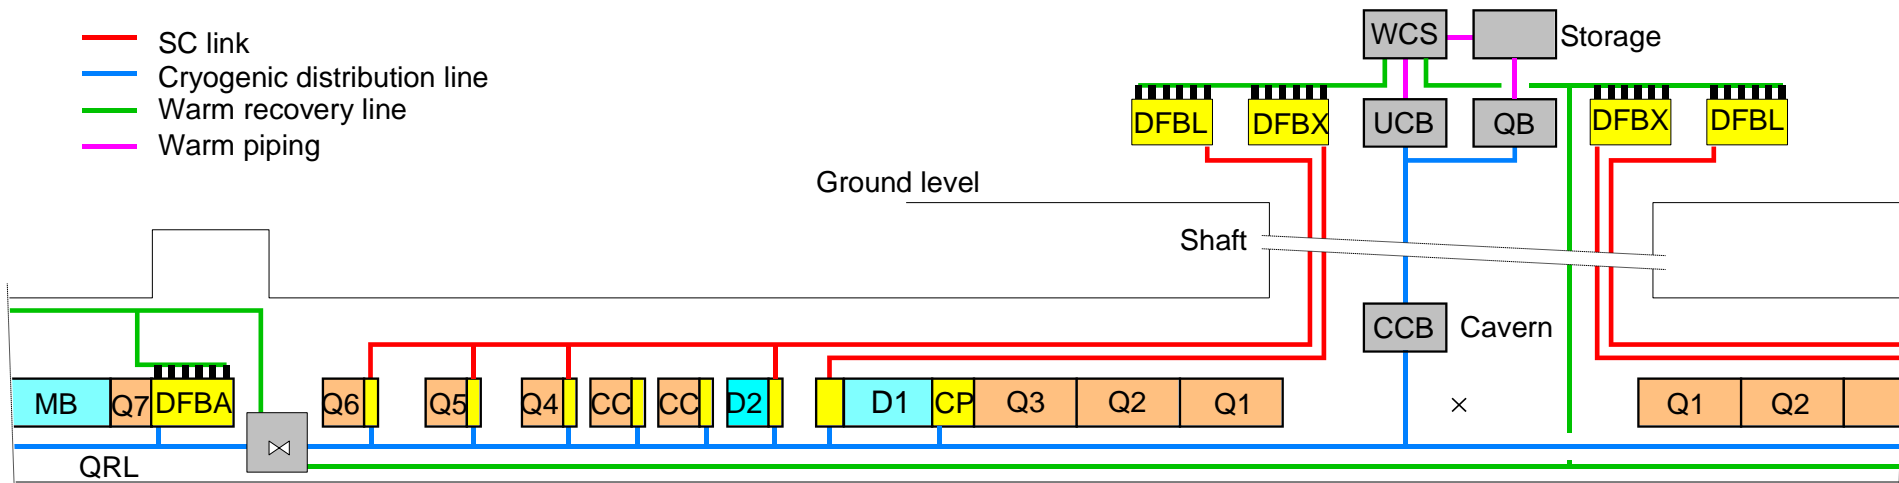 SC link
Cryogenic distribution line
Warm recovery line
Warm piping
WCS
Storage
DFBL
DFBX
UCB
QB
DFBX
DFBL
Ground level
Shaft
CCB
Cavern
MB
Q7
DFBA
Q6
Q5
Q4
CC
CC
D2
D1
CP
Q3
Q2
Q1
Q1
Q2
QRL